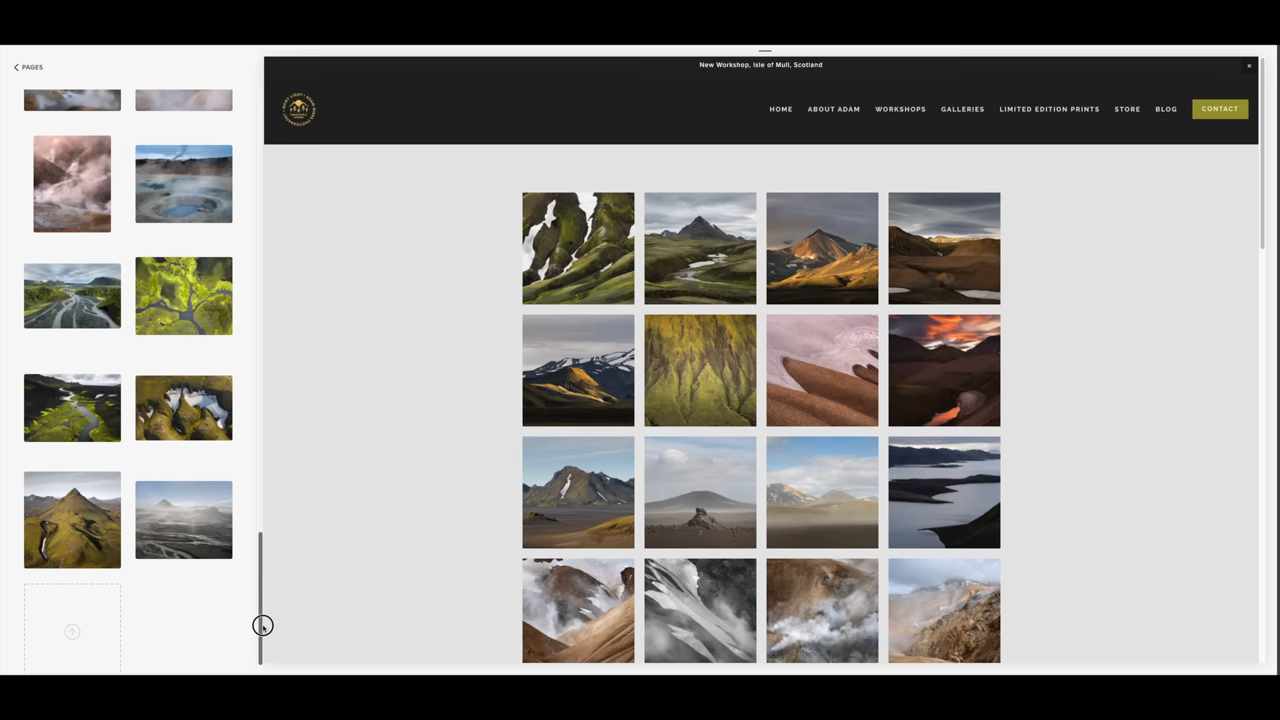 New Workshop, Isle of Mull, Scotland
×
PAGES
HOME ABOUT ADAM WORKSHOPS GALLERIES LIMITED EDITION PRINTS STORE BLOG CONTACT